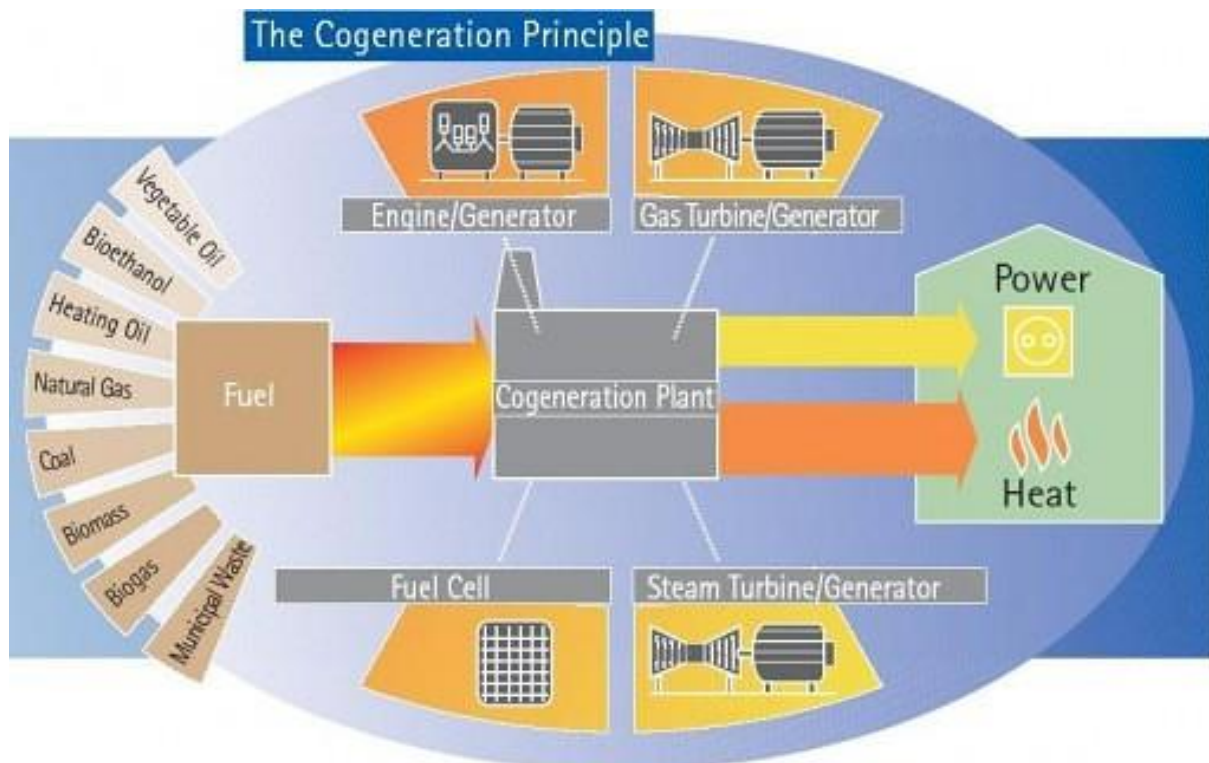 The Cogeneration Principle
Engine/Generator
Gas Turbine/Generator
Vegetable Oil
Bioethanol
Heating Oil
Natural Gas
Coal
Biomass
Biogas
Municipal Waste
Fuel
Cogeneration Plant
Power
Heat
Fuel Cell
Steam Turbine/Generator